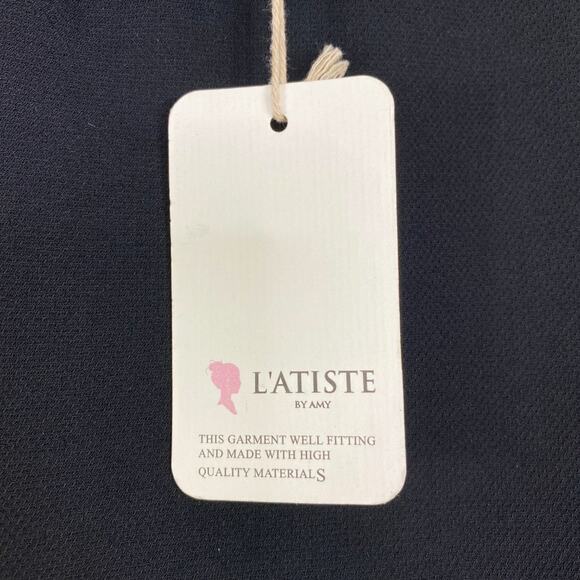 L'ATISTE
BY AMY
THIS GARMENT WELL FITTING
AND MADE WITH HIGH
QUALITY MATERIALS